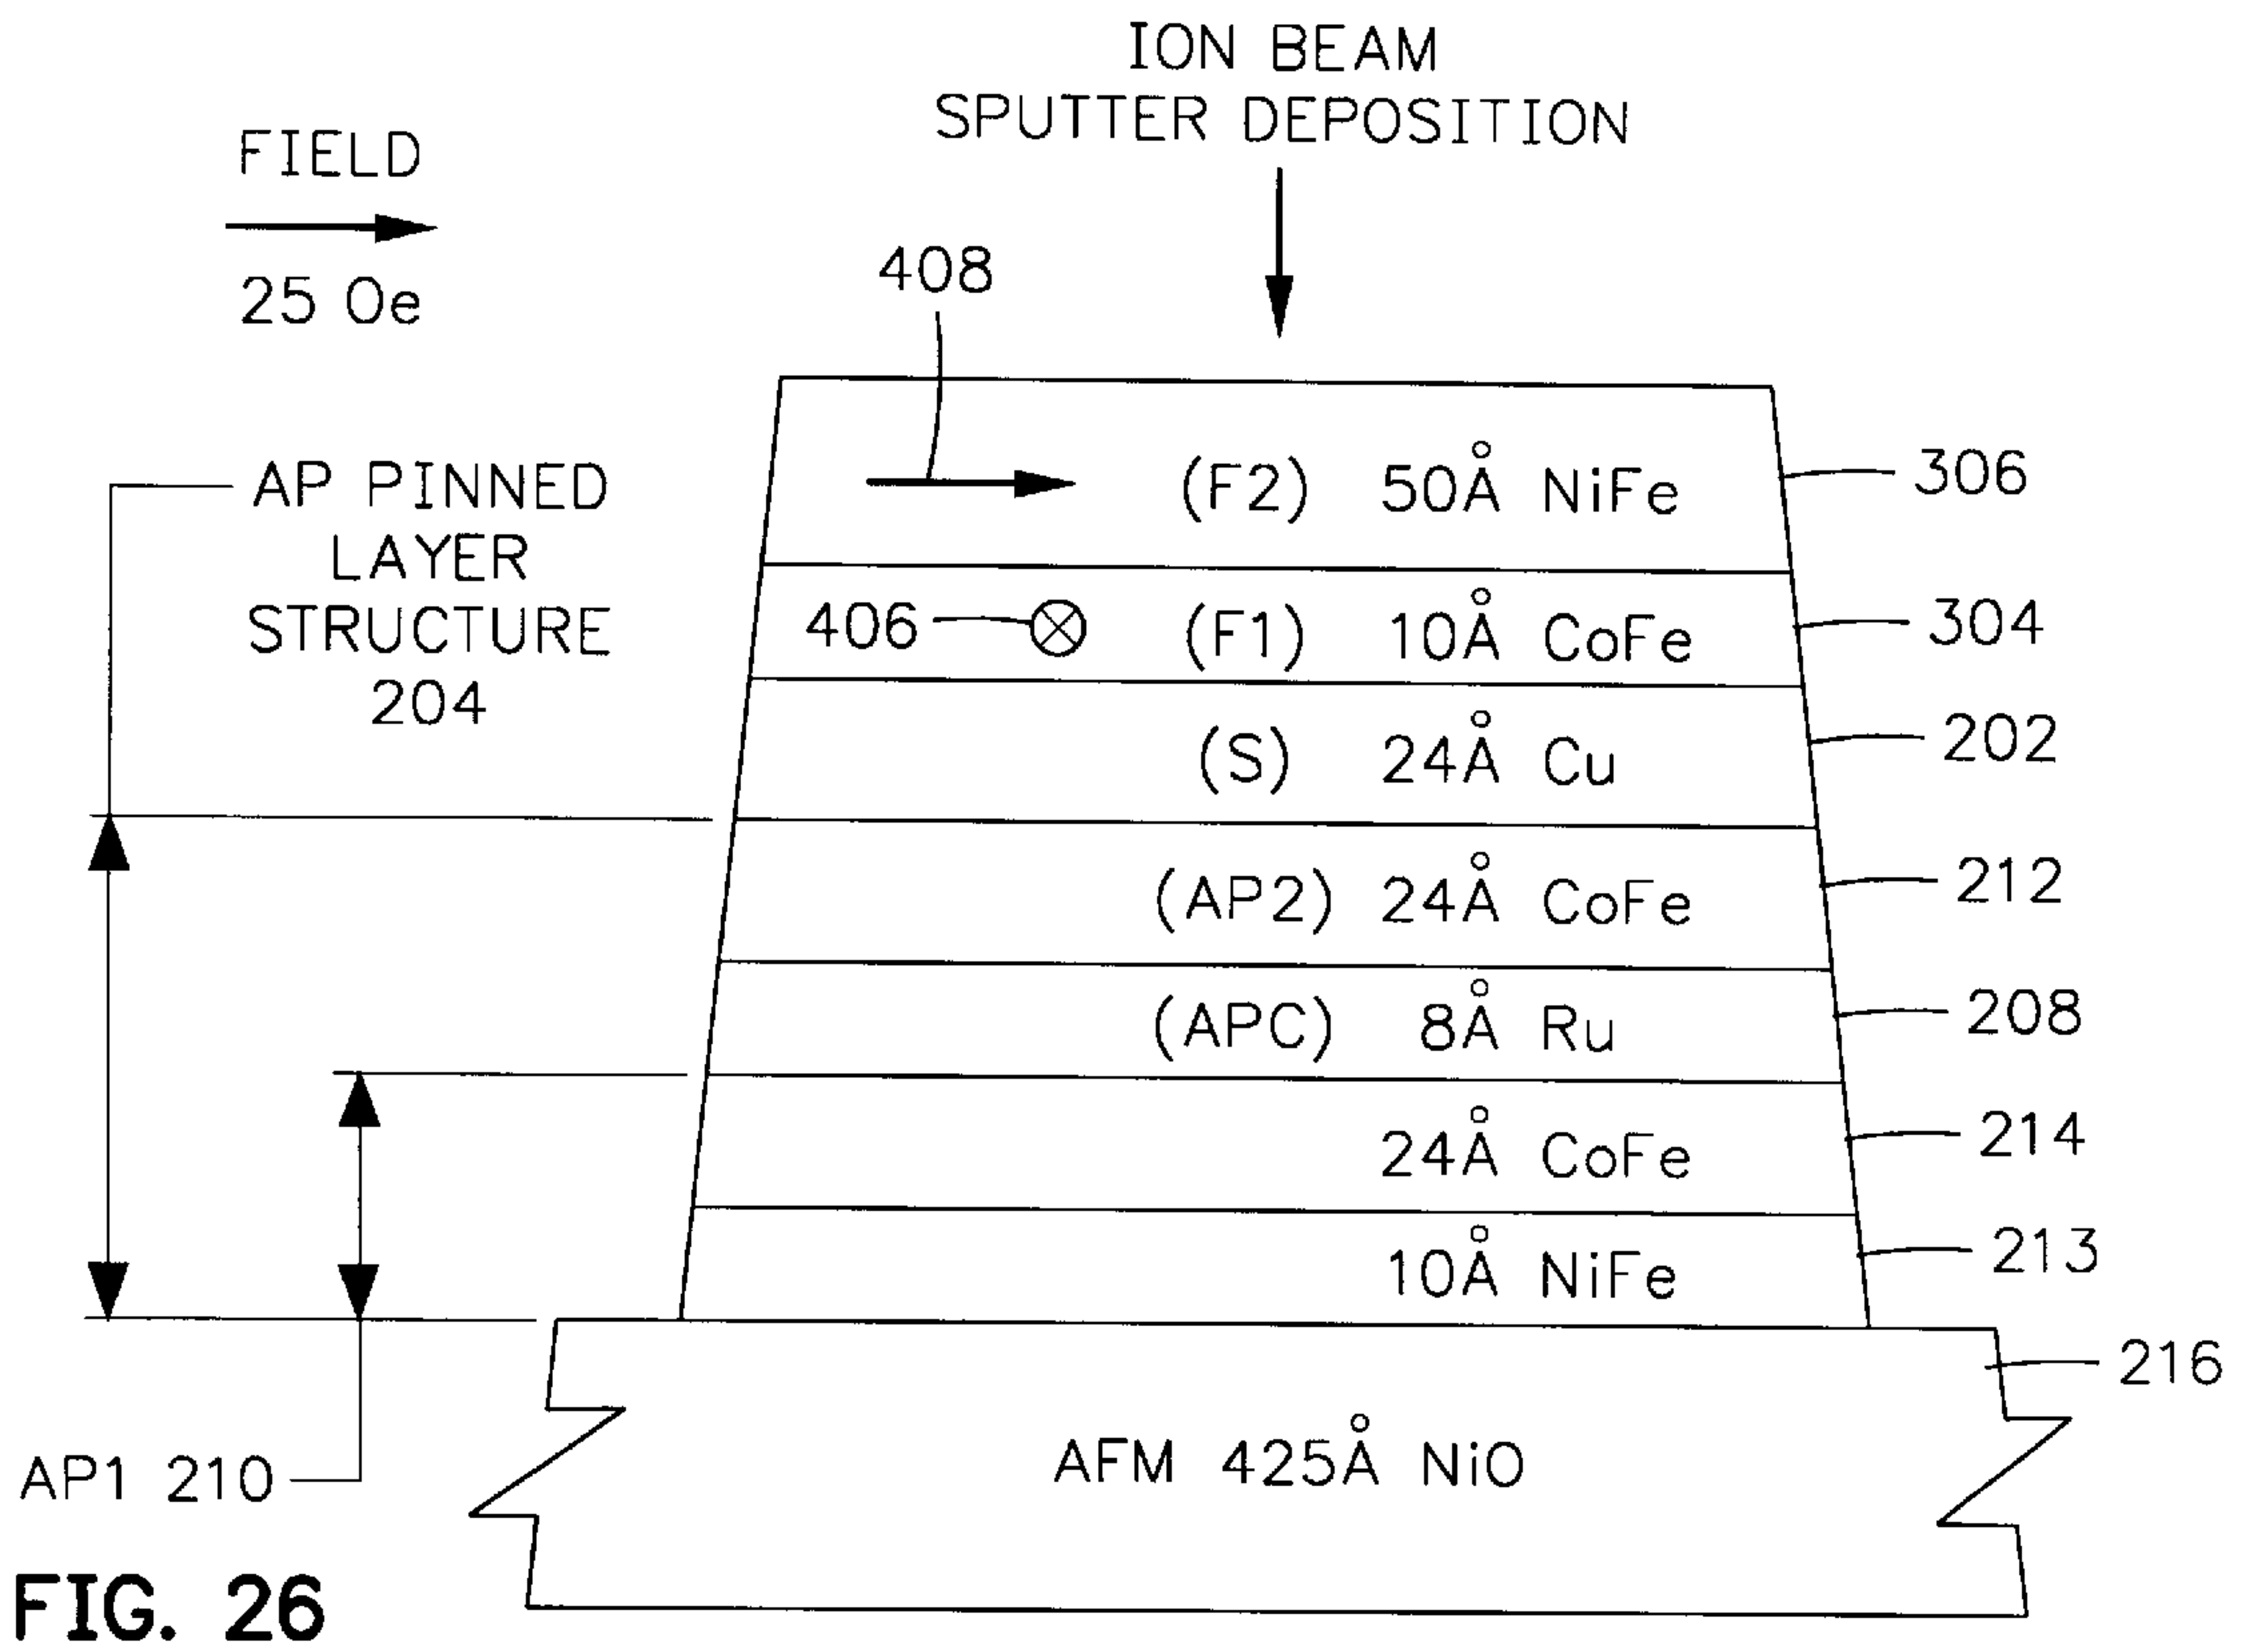 ION BEAM
SPUTTER DEPOSITION
FIELD
25 Oe
408
AP PINNED
LAYER
STRUCTURE
204
(F2) 50Å NiFe
306
406
(F1) 10Å CoFe
304
(S) 24Å Cu
202
(AP2) 24Å CoFe
212
(APC) 8Å Ru
208
24Å CoFe
214
10Å NiFe
213
216
AFM 425Å NiO
AP1 210
FIG. 26